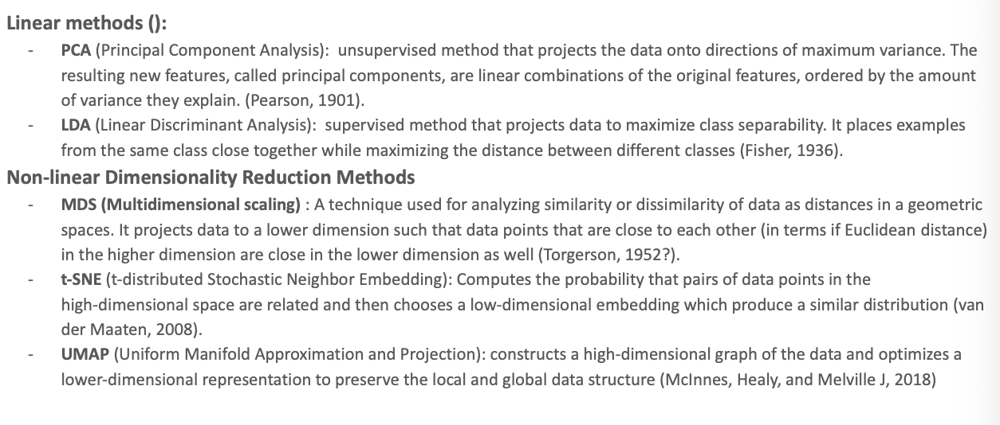 Linear methods ():
- PCA (Principal Component Analysis):  unsupervised method that projects the data onto directions of maximum variance. The
resulting new features, called principal components, are linear combinations of the original features, ordered by the amount
of variance they explain. (Pearson, 1901).
- LDA (Linear Discriminant Analysis):  supervised method that projects data to maximize class separability. It places examples
from the same class close together while maximizing the distance between different classes (Fisher, 1936).
Non-linear Dimensionality Reduction Methods
- MDS (Multidimensional scaling) : A technique used for analyzing similarity or dissimilarity of data as distances in a geometric
spaces. It projects data to a lower dimension such that data points that are close to each other (in terms if Euclidean distance)
in the higher dimension are close in the lower dimension as well (Torgerson, 1952?).
- t-SNE (t-distributed Stochastic Neighbor Embedding): Computes the probability that pairs of data points in the
high-dimensional space are related and then chooses a low-dimensional embedding which produce a similar distribution (van
der Maaten, 2008).
- UMAP (Uniform Manifold Approximation and Projection): constructs a high-dimensional graph of the data and optimizes a
lower-dimensional representation to preserve the local and global data structure (McInnes, Healy, and Melville J, 2018)